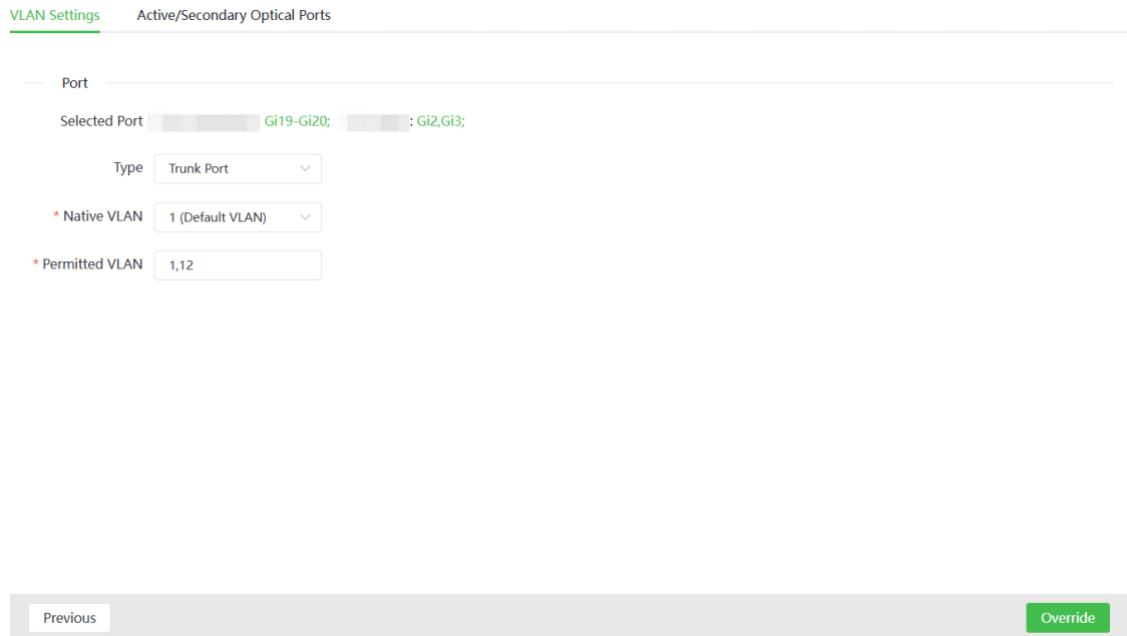 VLAN Settings Active/Secondary Optical Ports
Port
Selected Port Gi19-Gi20; : Gi2,Gi3;
Type Trunk Port
* Native VLAN 1 (Default VLAN)
* Permitted VLAN 1,12
Previous Override